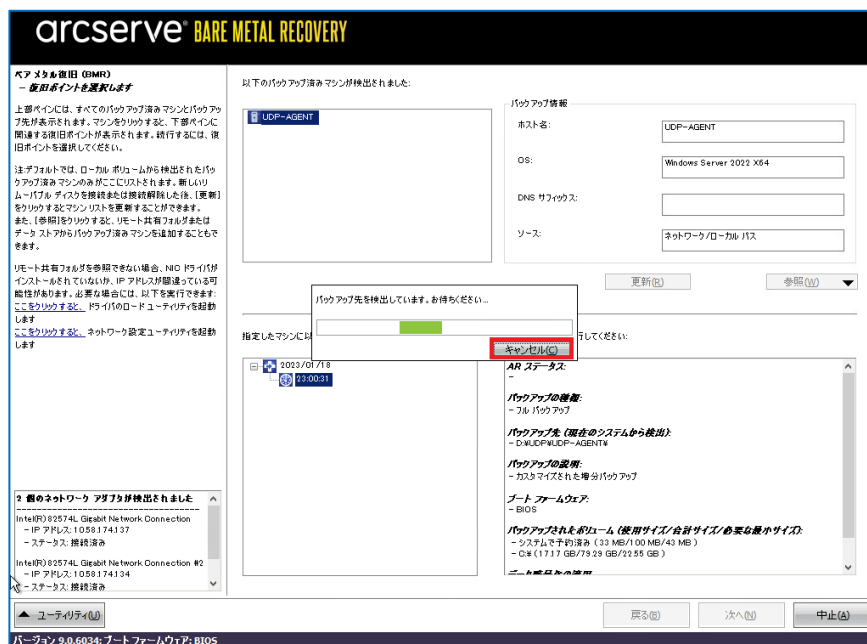 arcserve® BARE METAL RECOVERY
ベア メタル復旧 (BMR)
- 復旧ポイントを選択します
上部ペインには、すべてのバックアップ済みマシンとバックアップ先が表示されます。マシンをクリックすると、下部ペインに
関連する復旧ポイントが表示されます。続行するには、復
旧ポイントを選択してください。
注:デフォルトでは、ローカル ボリュームから検出されたバッ
クアップ済みマシンのみがここにリストされます。新しいリ
ムーバブル ディスクを接続または接続解除した後、[更新]
をクリックするとマシンリストを更新することができます。
また、[参照]をクリックすると、リモート共有フォルダまたは
データ ストアからバックアップ済みマシンを追加することもで
きます。
リモート共有フォルダを参照できない場合、NIC ドライバが
インストールされていないか、IP アドレスが間違っている可
能性があります。必要な場合には、以下を実行できます:
ここをクリックすると、ドライバのロード ユーティリティを起動
します
ここをクリックすると、ネットワーク設定ユーティリティを起動
します
2 個のネットワーク アダプタが検出されました
Intel(R) 82574L Gigabit Network Connection
- IP アドレス: 10.58.174.137
- ステータス: 接続済み
Intel(R) 82574L Gigabit Network Connection #2
- IP アドレス: 10.58.174.134
- ステータス: 接続済み
以下のバックアップ済みマシンが検出されました:
UDP-AGENT
バックアップ情報
ホスト名:
UDP-AGENT
OS:
Windows Server 2022 X64
DNS サフィックス:
ソース:
ネットワーク/ローカル パス
更新(R)
参照(W)
バックアップ先を検出しています。お待ちください...
キャンセル(C)
指定したマシンに以
行してください:
2023/01/18
23:00:31
AR ステータス:
-
バックアップの種類:
- フル バックアップ
バックアップ先 (現在のシステムから検出):
- D:¥UDP¥UDP-AGENT¥
バックアップの説明:
- カスタマイズされた増分バックアップ
ブート ファームウェア:
- BIOS
バックアップされたボリューム (使用サイズ/合計サイズ/必要な最小サイズ):
- システムで予約済み (33 MB/100 MB/43 MB )
- C:¥ (17.17 GB/79.29 GB/22.55 GB )
ユーティリティ(U)
戻る(B)
次へ(N)
中止(A)
バージョン 9.0.6034: ブート ファームウェア: BIOS